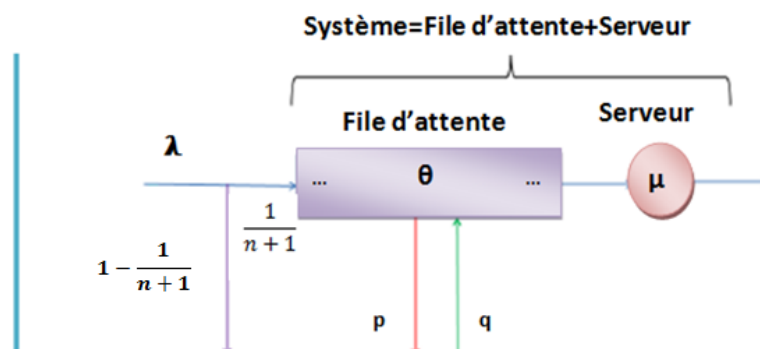 Système=File d'attente+Serveur
File d'attente
Serveur
λ
... θ ...
μ
1/(n + 1)
1 − 1/(n + 1)
p
q